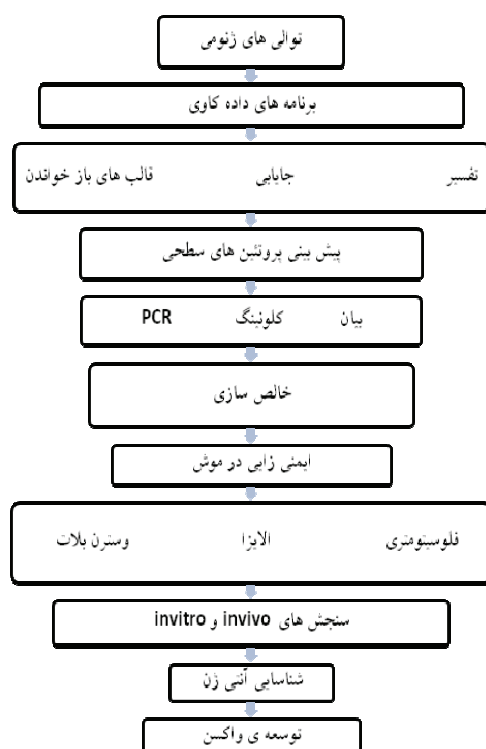 توالی های ژنومی
برنامه های داده کاوی
تفسیر جایابی قالب های باز خواندن
پیش بینی پروتئین های سطحی
بیان کلونینگ PCR
خالص سازی
ایمنی زایی در موش
فلوسیتومتری الایزا وسترن بلات
سنجش های invivo و invitro
شناسایی آنتی ژن
توسعه ی واکسن